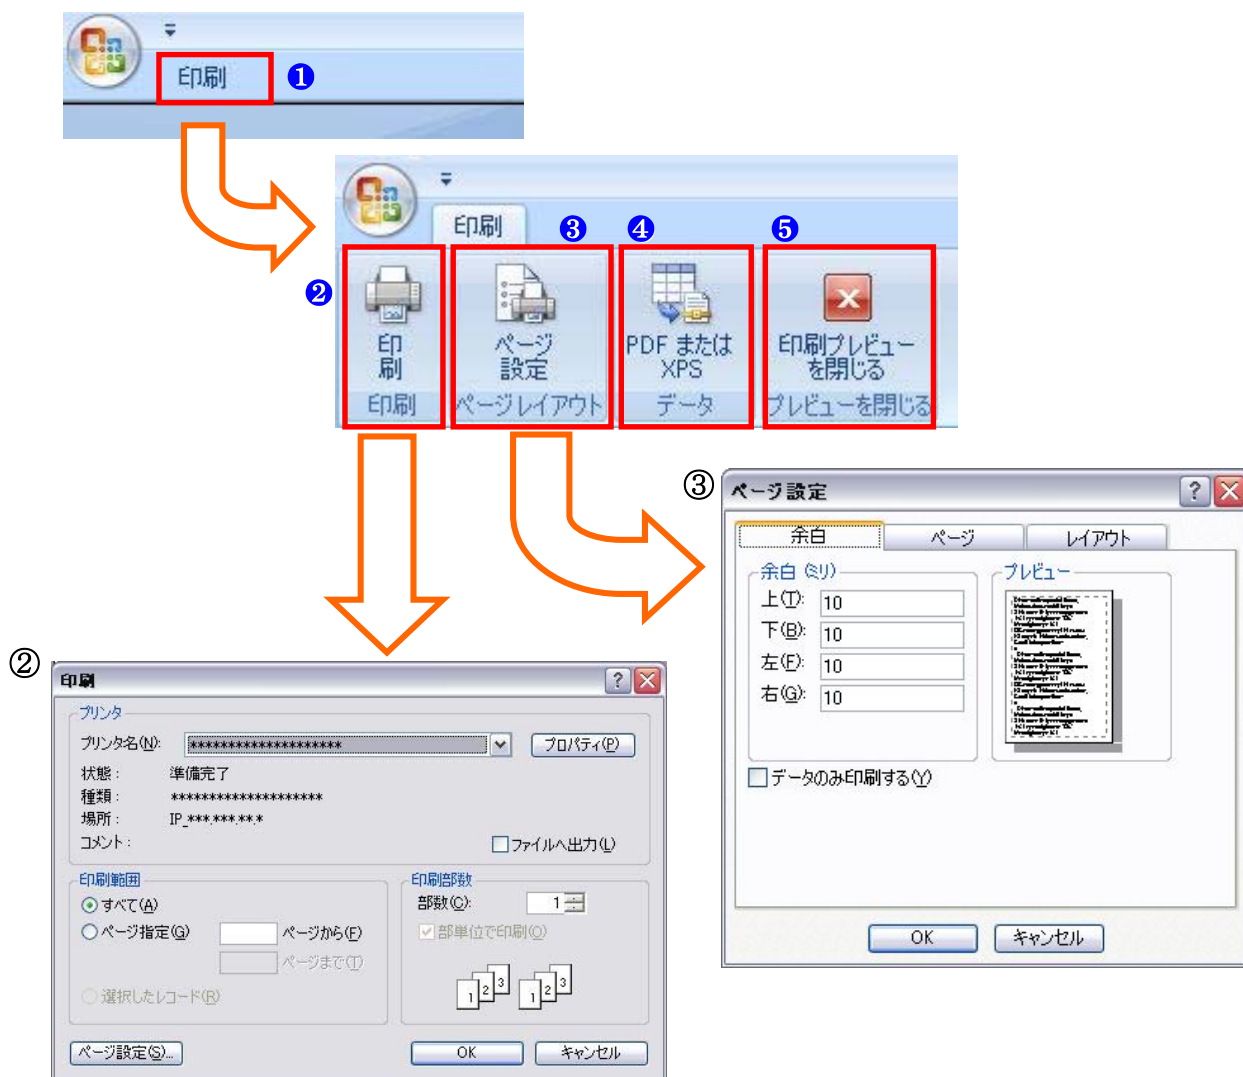 印刷 ❶
印刷 ❸ ❹ ❺
❷
印
刷
ページ
設定
PDF または
XPS
印刷プレビュー
を閉じる
印刷 ページレイアウト データ プレビューを閉じる
③
ページ設定
余白 ページ レイアウト
余白 (ミリ) プレビュー
上(T): 10
下(B): 10
左(F): 10
右(G): 10
データのみ印刷する(Y)
OK キャンセル
②
印刷
プリンタ
プリンタ名(N): ******************** プロパティ(P)
状態: 準備完了
種類: ********************
場所: IP_***.***.**.*
コメント: ファイルへ出力(L)
印刷範囲 印刷部数
すべて(A) 部数(C): 1
ページ指定(G) ページから(F) 部単位で印刷(O)
ページまで(T)
選択したレコード(R)
1 2 3 1 2 3
ページ設定(S)... OK キャンセル